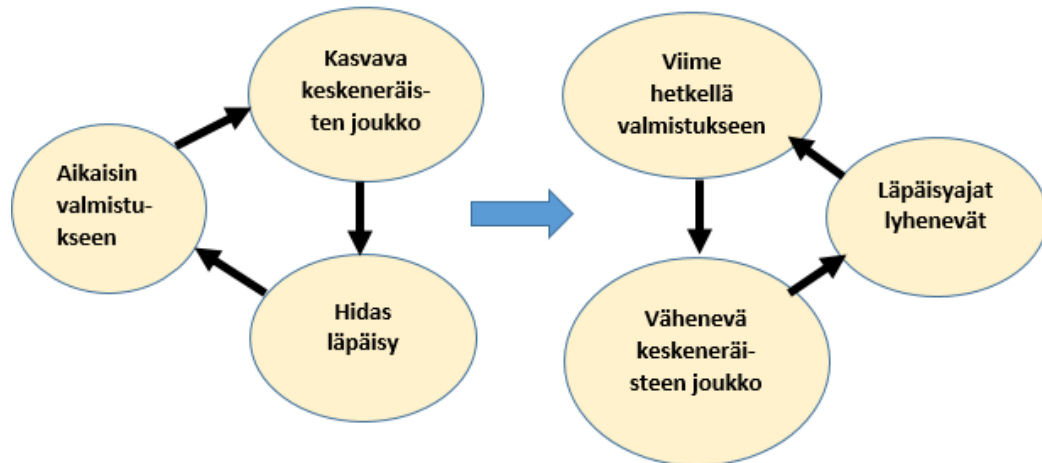 Kasvava
keskeneräis-
ten joukko
Aikaisin
valmistu-
kseen
Hidas
läpäisy
Viime
hetkellä
valmistukseen
Läpäisyajat
lyhenevät
Vähenevä
keskeneräi-
steen joukko